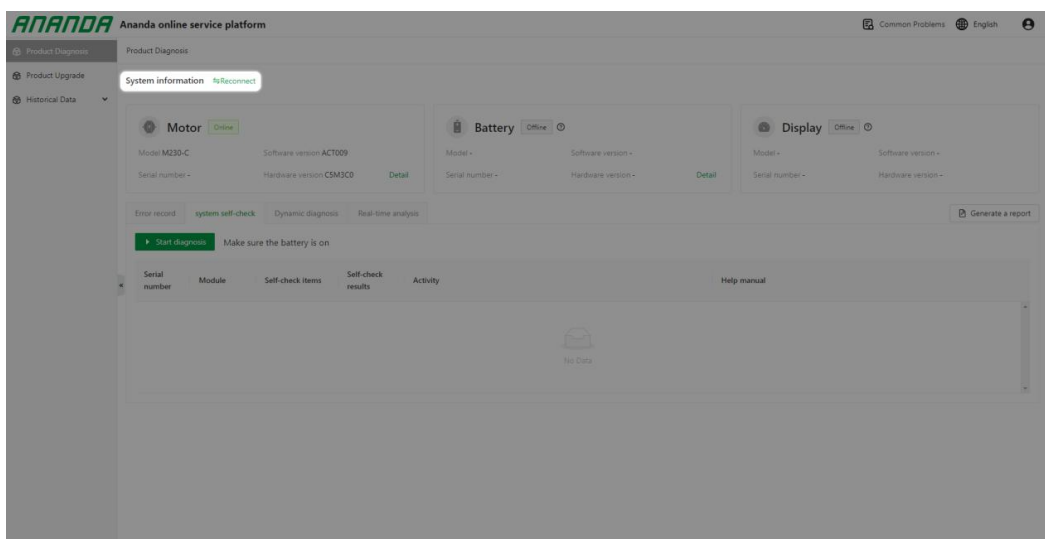 ANANDA Ananda online service platform
Common Problems English
Product Diagnosis
Product Upgrade
Historical Data
Product Diagnosis
System information Reconnect
Motor Online
Model M230-C Software version ACT009
Serial number - Hardware version C5M3C0 Detail
Battery Offline
Model - Software version -
Serial number - Hardware version - Detail
Display Offline
Model - Software version -
Serial number - Hardware version -
Error record system self-check Dynamic diagnosis Real-time analysis
Generate a report
Start diagnosis Make sure the battery is on
Serial number Module Self-check items Self-check results Activity Help manual
No Data